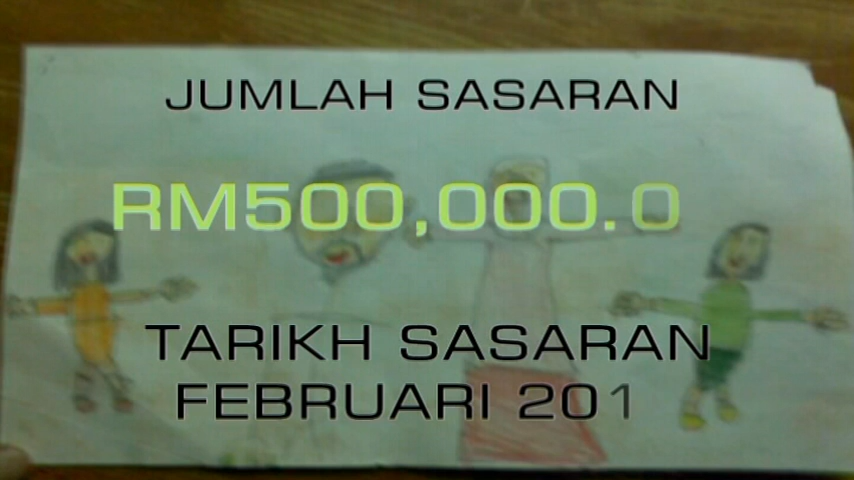 JUMLAH SASARAN
RM500,000.0
TARIKH SASARAN
FEBRUARI 201